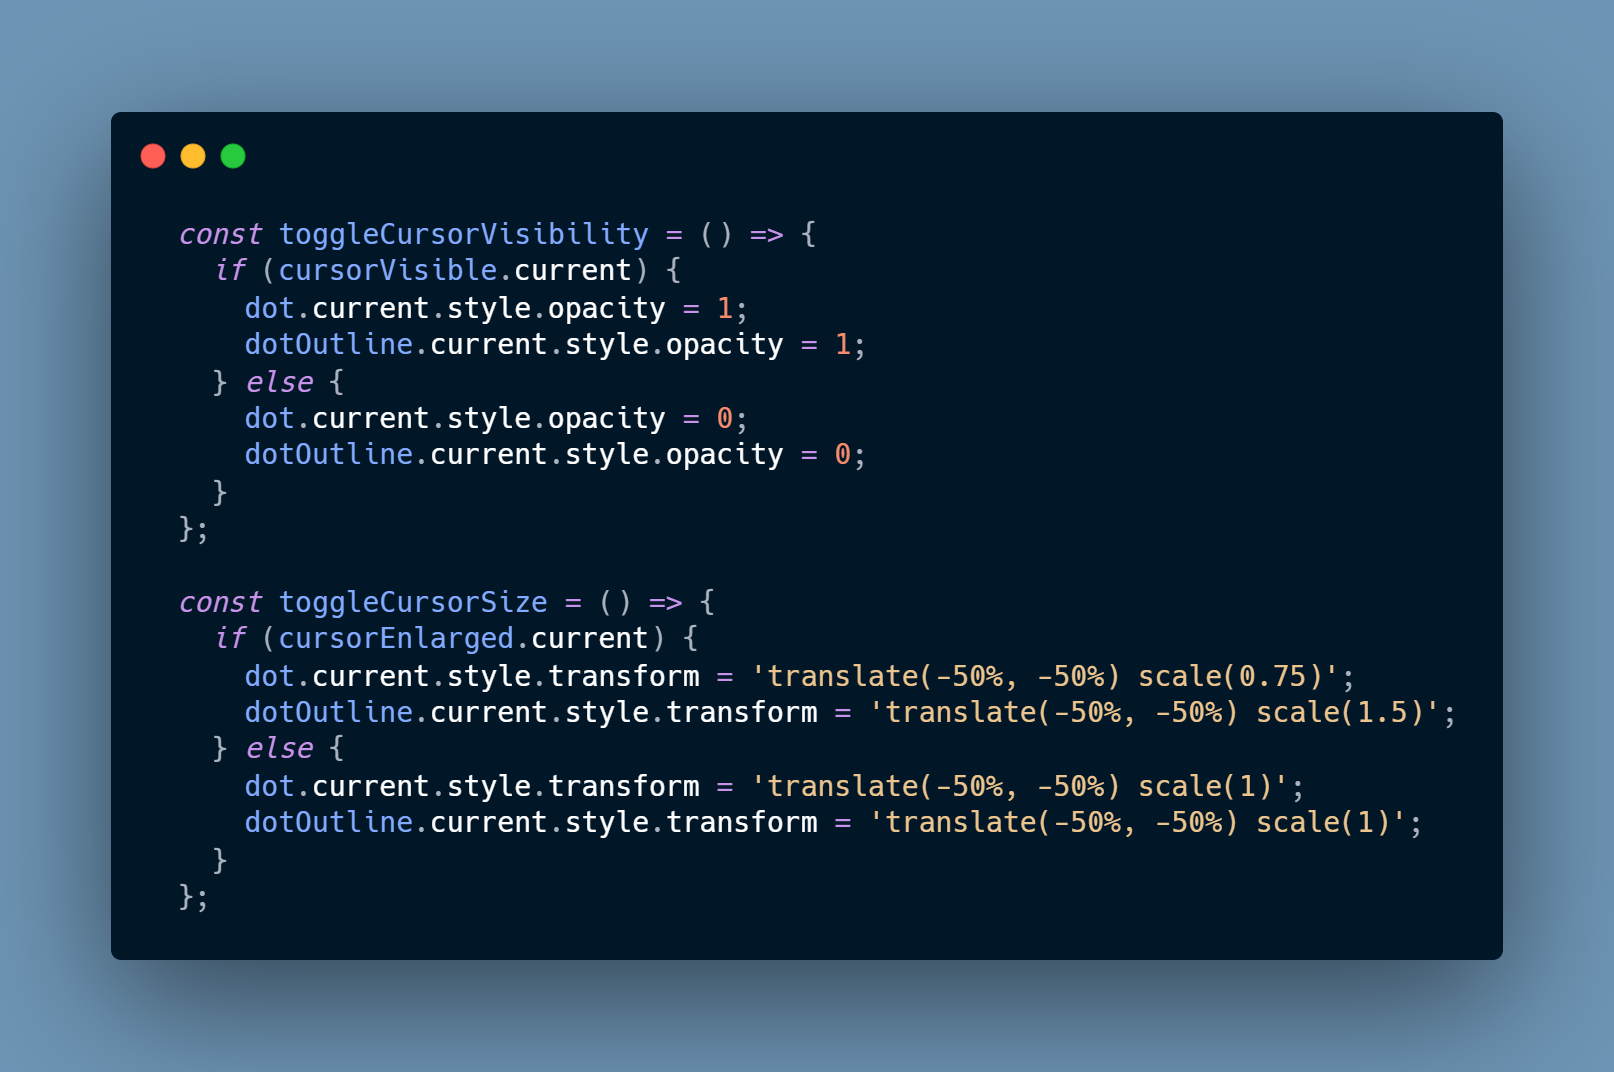 const toggleCursorVisibility = () => {
  if (cursorVisible.current) {
    dot.current.style.opacity = 1;
    dotOutline.current.style.opacity = 1;
  } else {
    dot.current.style.opacity = 0;
    dotOutline.current.style.opacity = 0;
  }
};

const toggleCursorSize = () => {
  if (cursorEnlarged.current) {
    dot.current.style.transform = 'translate(-50%, -50%) scale(0.75)';
    dotOutline.current.style.transform = 'translate(-50%, -50%) scale(1.5)';
  } else {
    dot.current.style.transform = 'translate(-50%, -50%) scale(1)';
    dotOutline.current.style.transform = 'translate(-50%, -50%) scale(1)';
  }
};